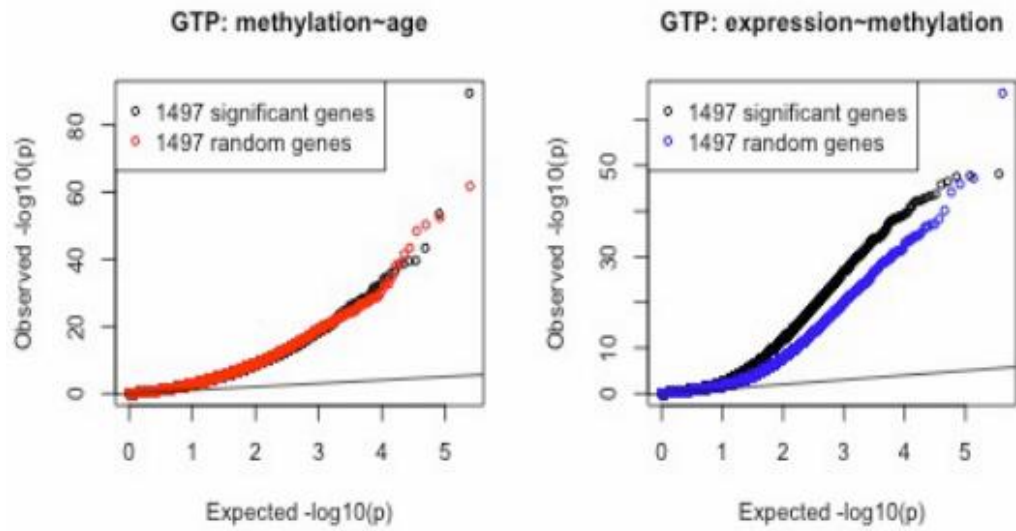 GTP: methylation~age
1497 significant genes
1497 random genes
Observed -log10(p)
0 20 40 60 80
0 1 2 3 4 5
Expected -log10(p)
GTP: expression~methylation
1497 significant genes
1497 random genes
Observed -log10(p)
0 10 30 50
0 1 2 3 4 5
Expected -log10(p)